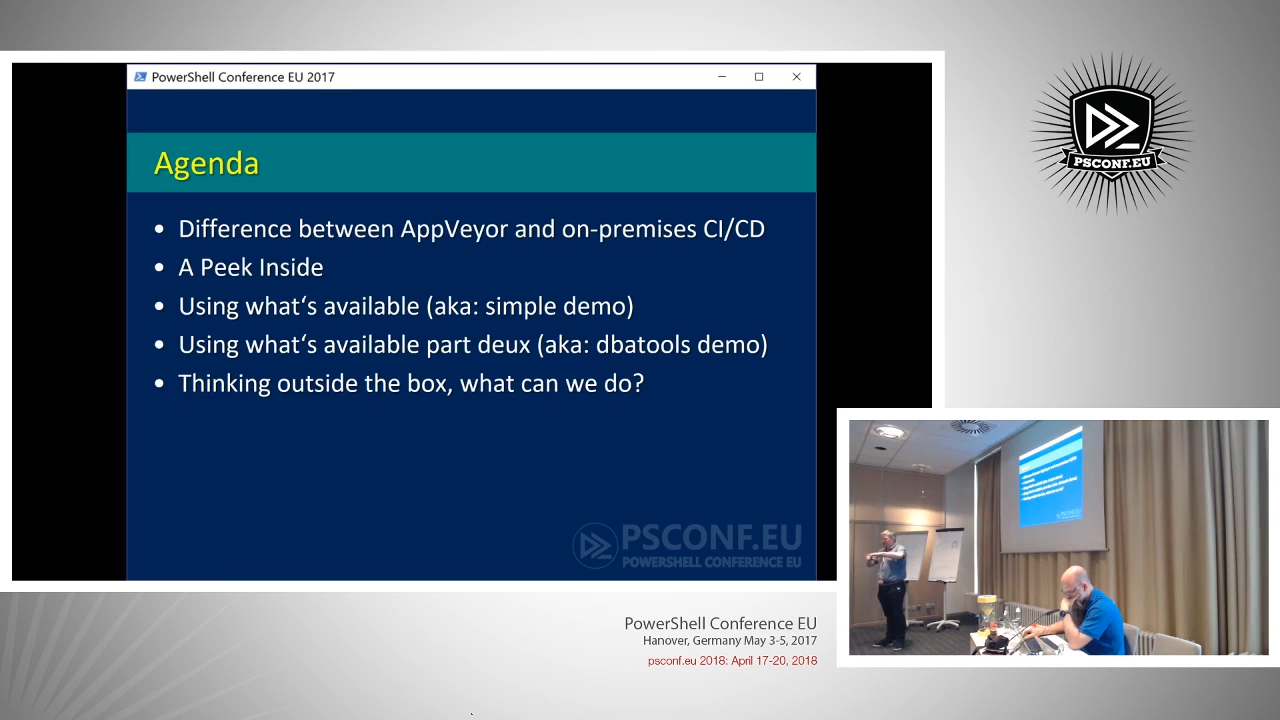 PowerShell Conference EU 2017
Agenda
• Difference between AppVeyor and on-premises CI/CD
• A Peek Inside
• Using what‘s available (aka: simple demo)
• Using what‘s available part deux (aka: dbatools demo)
• Thinking outside the box, what can we do?
PSCONF.EU
POWERSHELL CONFERENCE EU
PSCONF.EU
PowerShell Conference EU
Hanover, Germany May 3-5, 2017
psconf.eu 2018: April 17-20, 2018